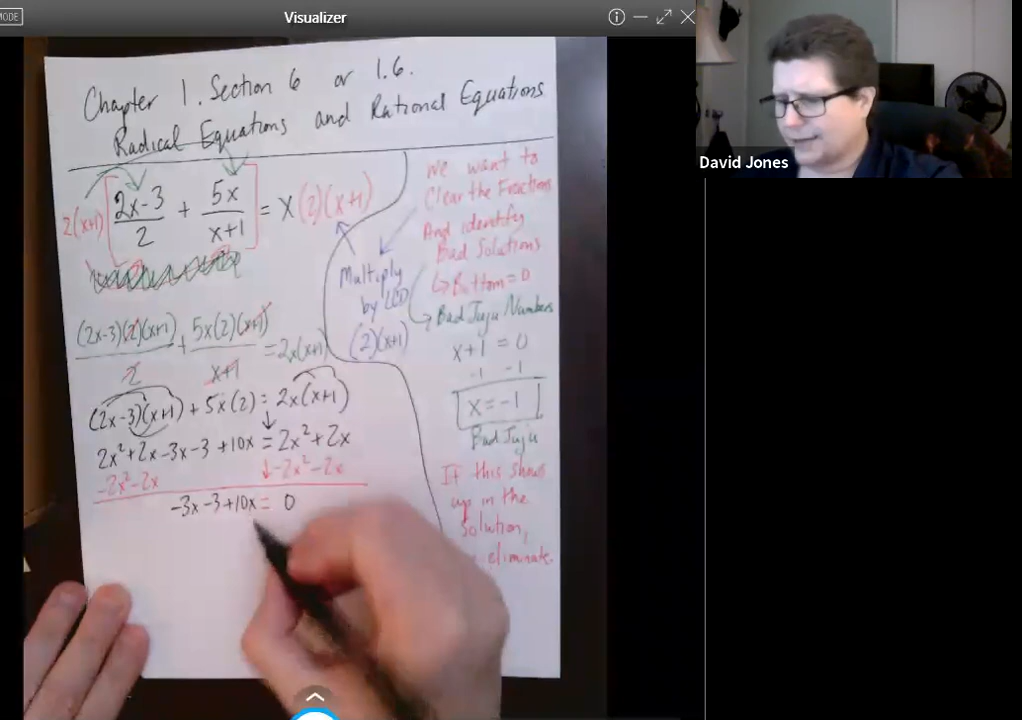 MODE
Visualizer
David Jones
Chapter 1. Section 6 or 1.6.
Radical Equations and Rational Equations
2(x+1) [ 2x-3/2 + 5x/x+1 ] = x (2)(x+1)
(2x-3)(2)(x+1)/2 + 5x(2)(x+1)/x+1 = 2x(x+1)
(2x-3)(x+1) + 5x(2) = 2x(x+1)
2x²+2x-3x-3+10x = 2x²+2x
-2x²-2x -2x²-2x
-3x-3+10x = 0
Multiply
by LCD
(2)(x+1)
We want to
Clear the Fractions
And identify
Bad Solutions
↳ Bottom = 0
→ Bad Juju Numbers
x+1 = 0
-1 -1
x = -1
Bad Juju
If this shows
up in the
Solution,
eliminate.